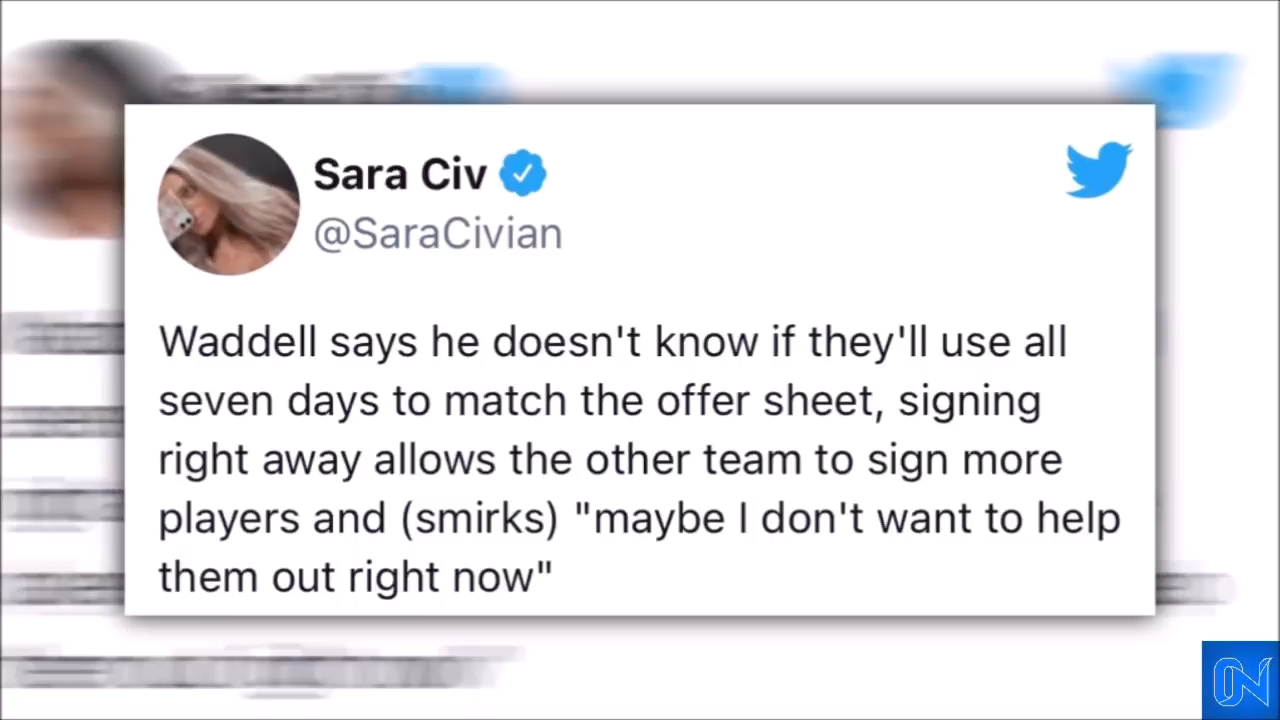 Sara Civ
@SaraCivian
Waddell says he doesn't know if they'll use all
seven days to match the offer sheet, signing
right away allows the other team to sign more
players and (smirks) "maybe I don't want to help
them out right now"
ON